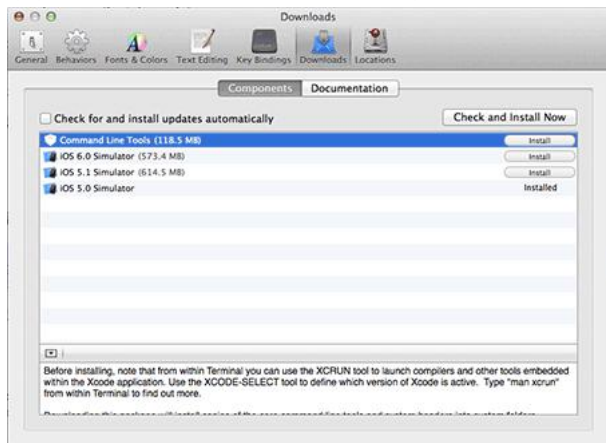 Downloads
General Behaviors Fonts & Colors Text Editing Key Bindings Downloads Locations
Components Documentation
Check for and install updates automatically Check and Install Now
Command Line Tools (118.5 MB) Install
iOS 6.0 Simulator (573.4 MB) Install
iOS 5.1 Simulator (614.5 MB) Install
iOS 5.0 Simulator Installed
Before installing, note that from within Terminal you can use the XCRUN tool to launch compilers and other tools embedded
within the Xcode application. Use the XCODE-SELECT tool to define which version of Xcode is active. Type "man xcrun"
from within Terminal to find out more.